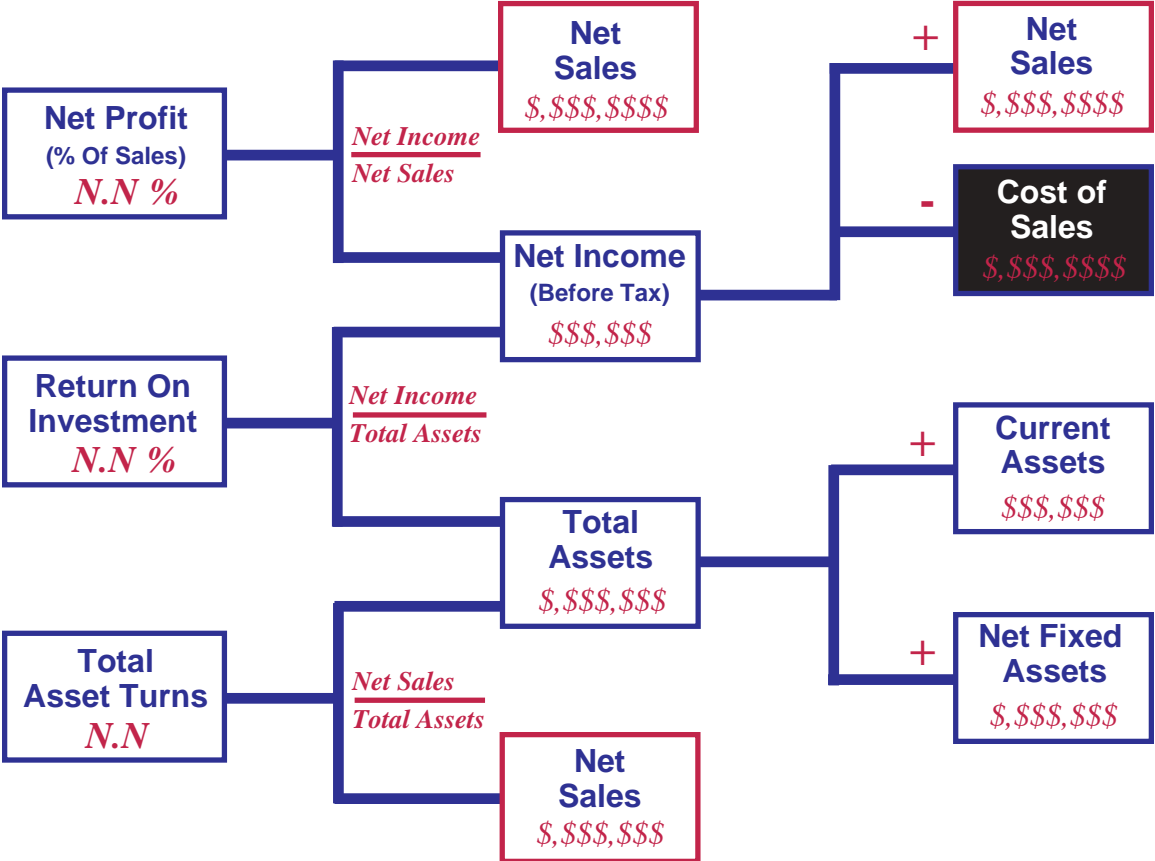 Net
Sales
$,$$$,$$$$
+
Net
Sales
$,$$$,$$$$
Net Profit
(% Of Sales)
N.N %
Net Income
Net Sales
-
Cost of
Sales
$,$$$,$$$$
Net Income
(Before Tax)
$$$,$$$
Return On
Investment
N.N %
Net Income
Total Assets
+
Current
Assets
$$$,$$$
Total
Assets
$,$$$,$$$
+
Net Fixed
Assets
$,$$$,$$$
Total
Asset Turns
N.N
Net Sales
Total Assets
Net
Sales
$,$$$,$$$